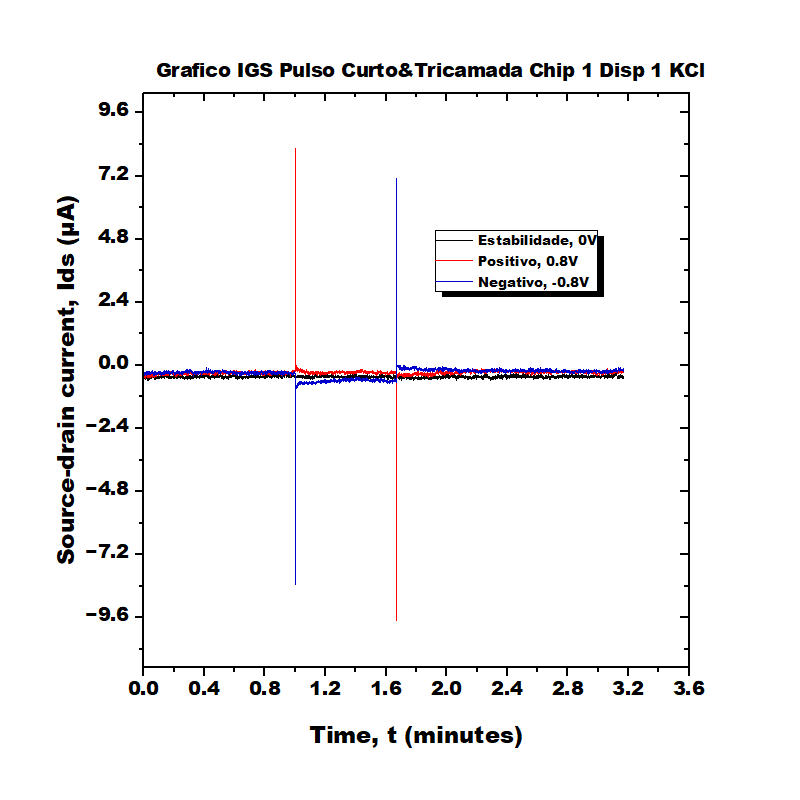 Grafico IGS Pulso Curto&Tricamada Chip 1 Disp 1 KCl
9.6
7.2
4.8
2.4
0.0
−2.4
−4.8
−7.2
−9.6
Source-drain current, Ids (µA)
Estabilidade, 0V
Positivo, 0.8V
Negativo, -0.8V
0.0 0.4 0.8 1.2 1.6 2.0 2.4 2.8 3.2 3.6
Time, t (minutes)